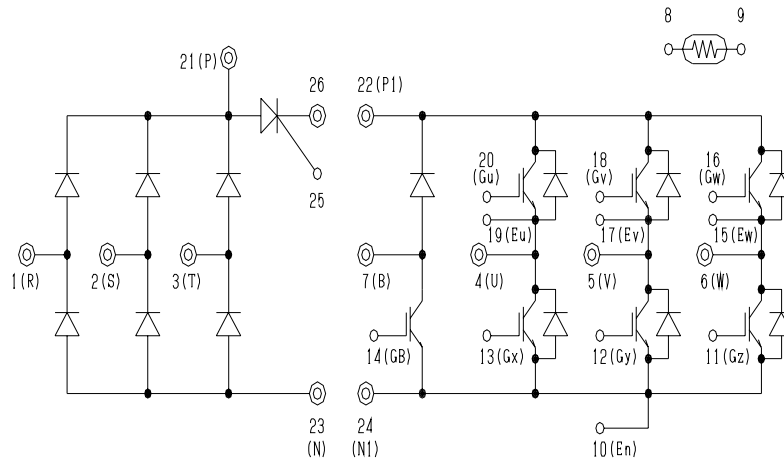 8 9
21(P)
26 22(P1)
20
(Gu)
18
(Gv)
16
(Gw)
25
19(Eu) 17(Ev) 15(Ew)
1(R) 2(S) 3(T) 7(B) 4(U) 5(V) 6(W)
14(GB) 13(Gx) 12(Gy) 11(Gz)
23
(N)
24
(N1)
10(En)